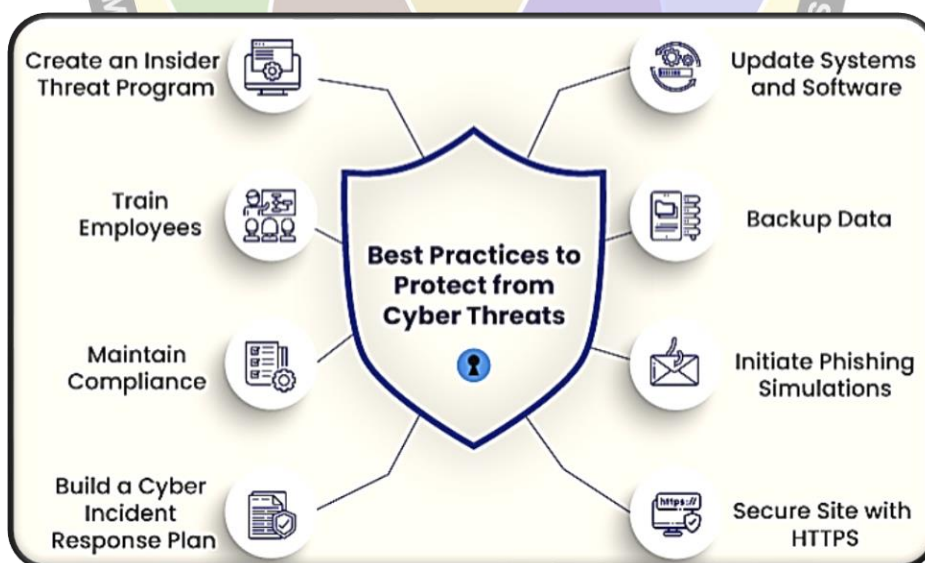 Create an Insider
Threat Program
Train
Employees
Maintain
Compliance
Build a Cyber
Incident
Response Plan
Best Practices to
Protect from
Cyber Threats
Update Systems
and Software
Backup Data
Initiate Phishing
Simulations
https://
Secure Site with
HTTPS